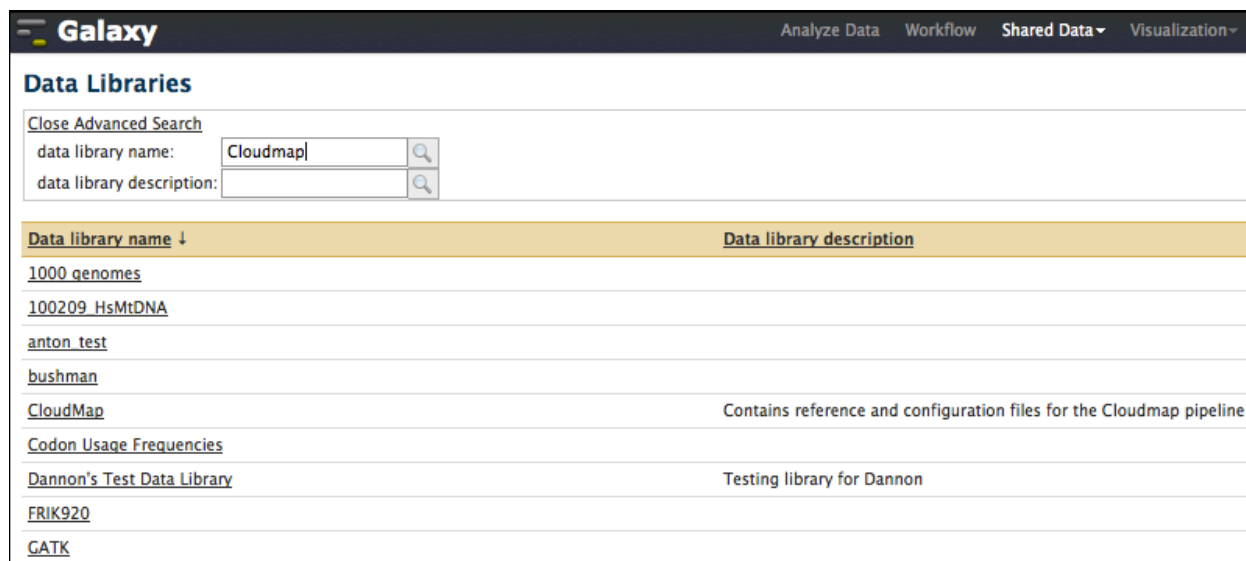 Galaxy Analyze Data Workflow Shared Data Visualization
Data Libraries
Close Advanced Search
data library name: Cloudmap
data library description:
Data library name ↓ Data library description
1000 genomes
100209_HsMtDNA
anton_test
bushman
CloudMap Contains reference and configuration files for the Cloudmap pipeline
Codon Usage Frequencies
Dannon's Test Data Library Testing library for Dannon
FRIK920
GATK